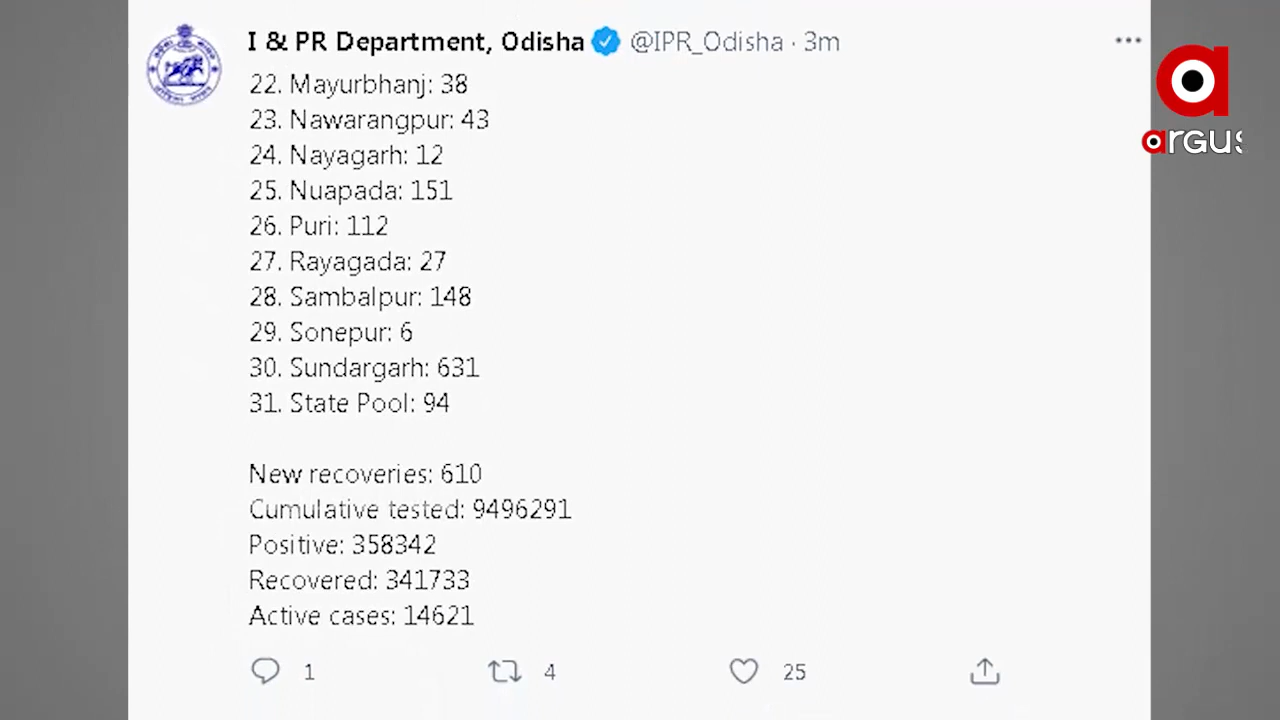 I & PR Department, Odisha @IPR_Odisha · 3m
22. Mayurbhanj: 38
23. Nawarangpur: 43
24. Nayagarh: 12
25. Nuapada: 151
26. Puri: 112
27. Rayagada: 27
28. Sambalpur: 148
29. Sonepur: 6
30. Sundargarh: 631
31. State Pool: 94
New recoveries: 610
Cumulative tested: 9496291
Positive: 358342
Recovered: 341733
Active cases: 14621
1 4 25
a
argus